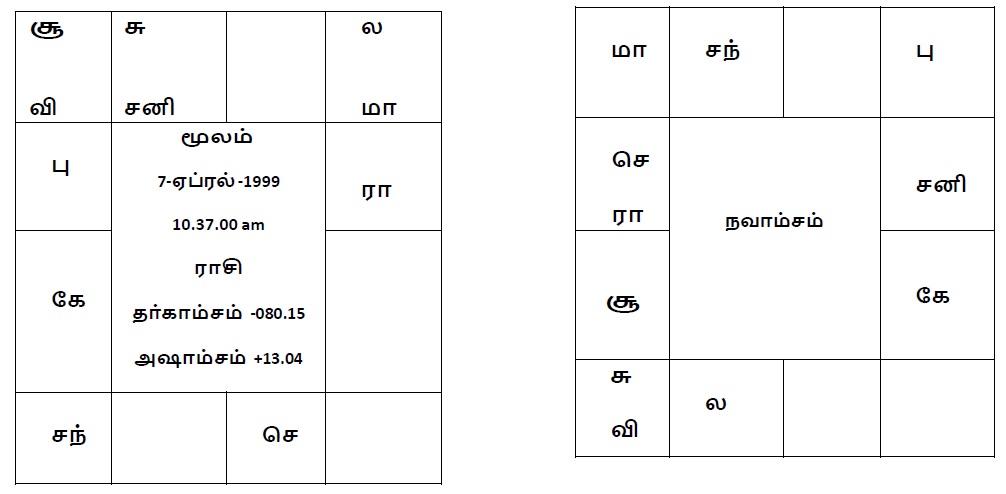 சூ சு ல
வி சனி மா
பு
ரா
கே
மூலம்
7-ஏப்ரல் -1999
10.37.00 am
ராசி
தர்காம்சம் -080.15
அஷாம்சம் +13.04
சந் செ
மா சந் பு
செ
ரா
சனி
நவாம்சம்
சூ
கே
சு
வி
ல